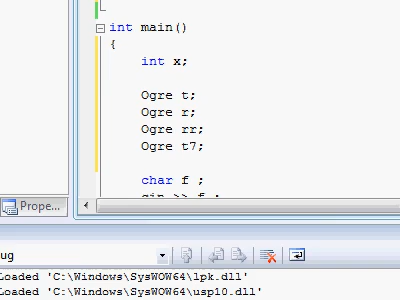 int main()
{
int x;
Ogre t;
Ogre r;
Ogre rr;
Ogre t7;
char f ;
cin >> f ;
Prope...
ug
Loaded 'C:\Windows\SysWOW64\lpk.dll'
Loaded 'C:\Windows\SysWOW64\usp10.dll'